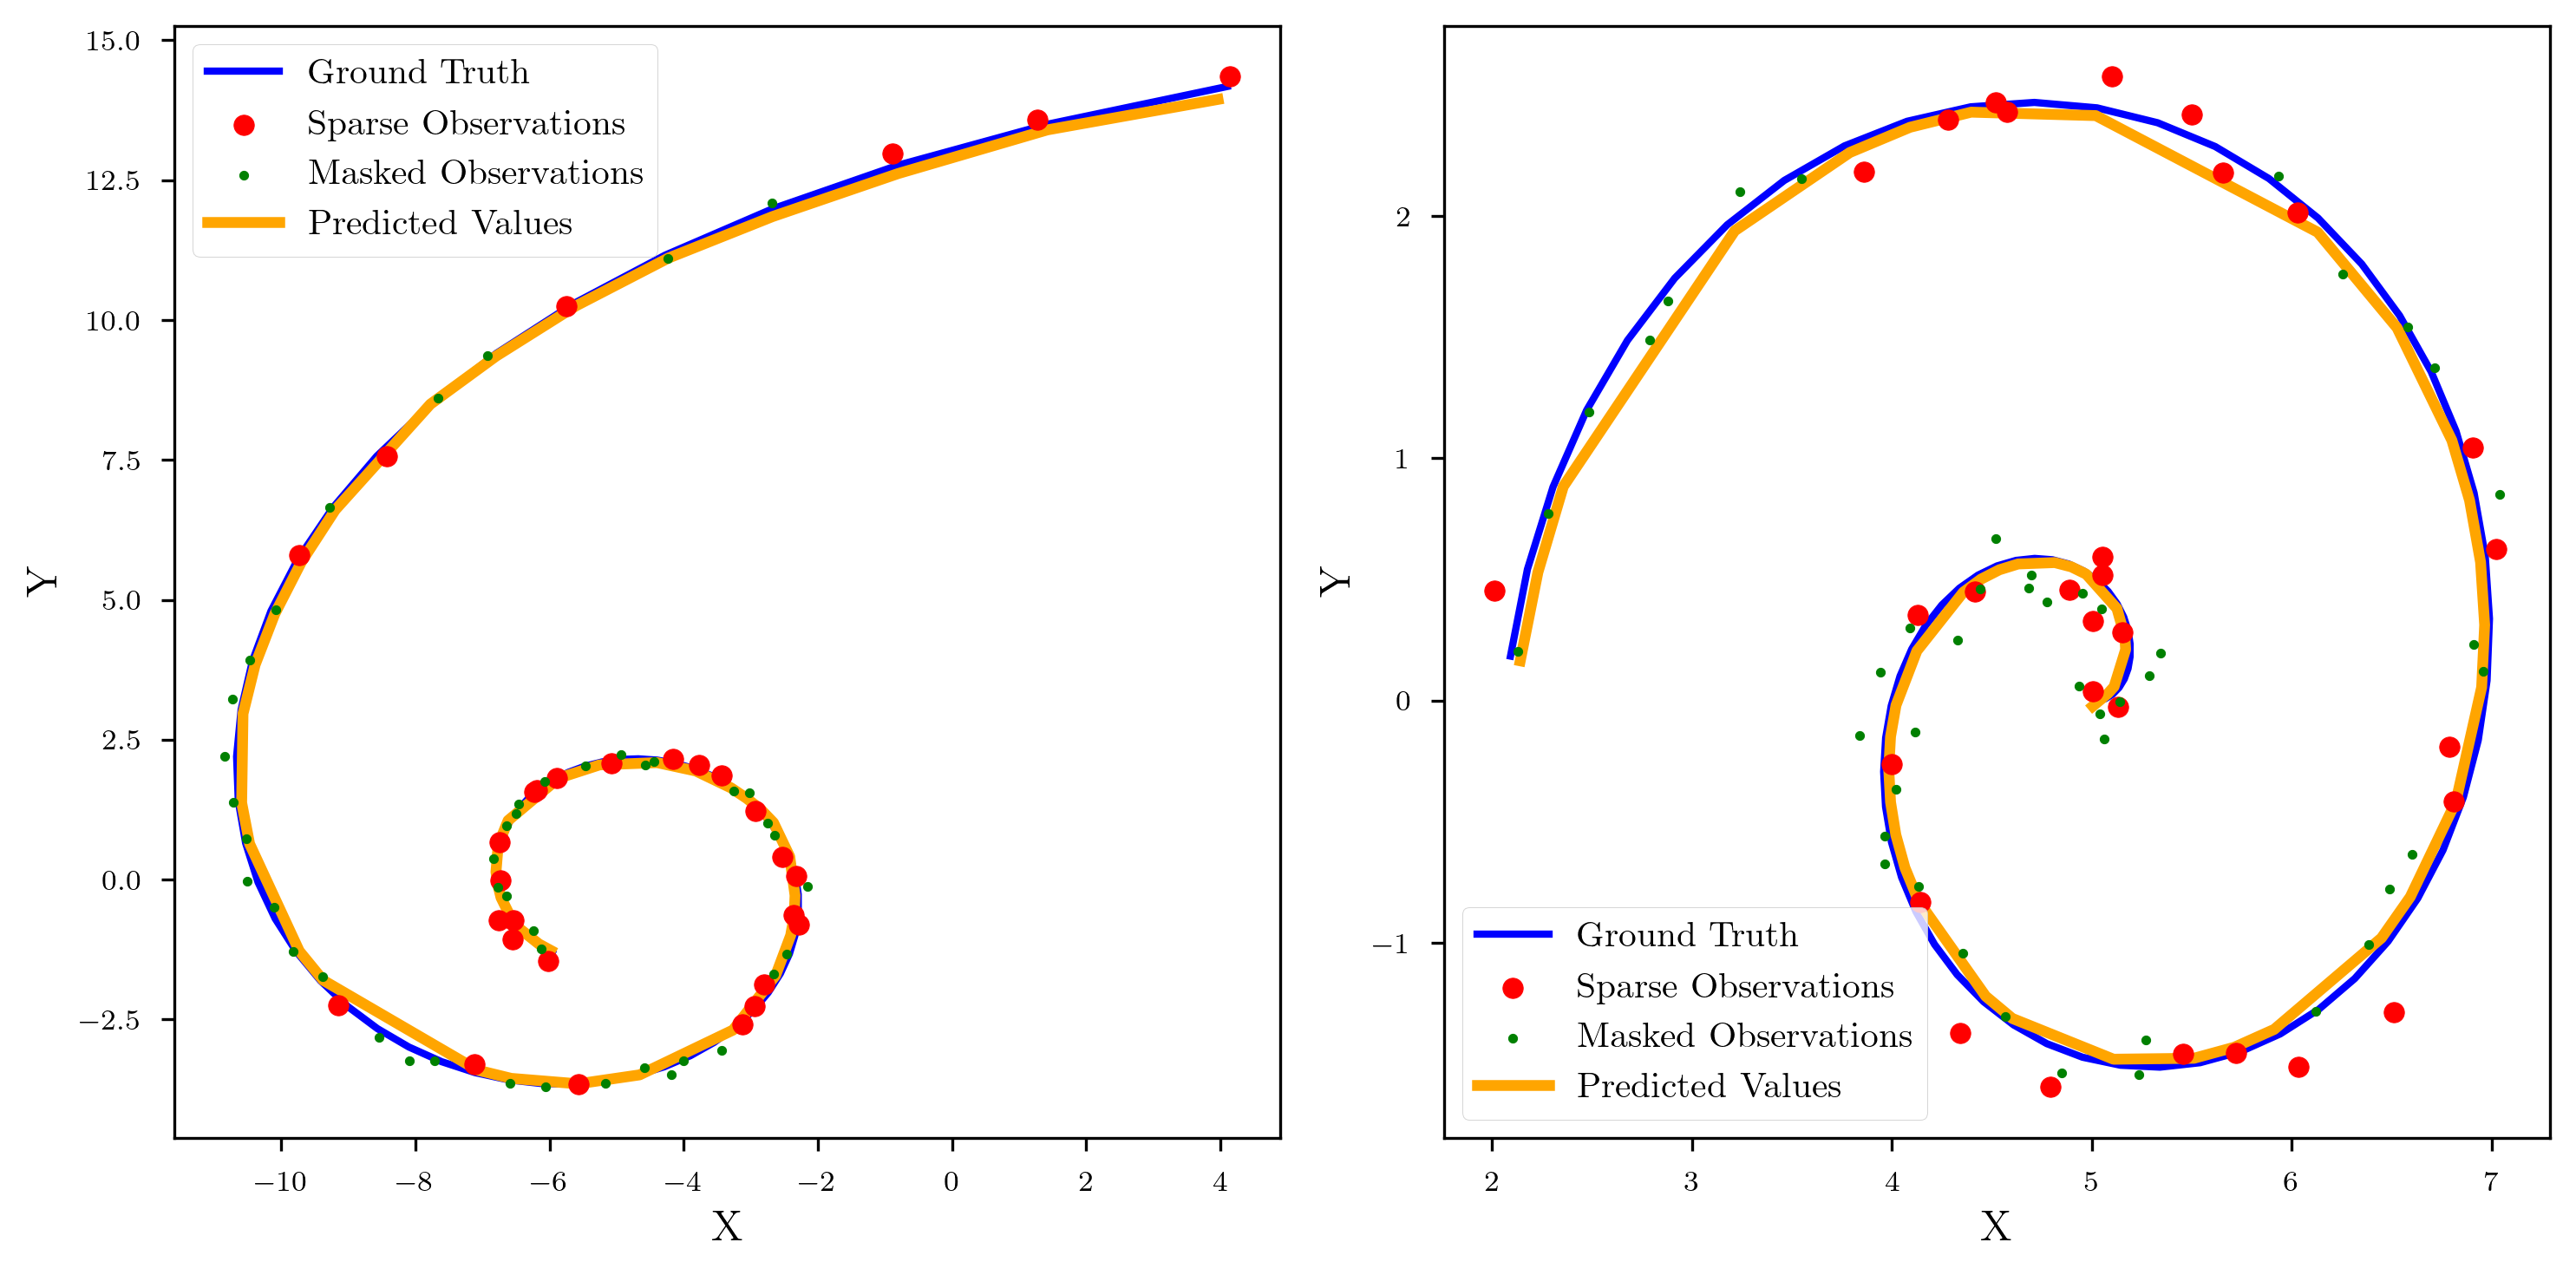 15.0
12.5
10.0
7.5
5.0
2.5
0.0
−2.5
Y
−10 −8 −6 −4 −2 0 2 4
X
Ground Truth
Sparse Observations
Masked Observations
Predicted Values
2
1
0
−1
Y
2 3 4 5 6 7
X
Ground Truth
Sparse Observations
Masked Observations
Predicted Values